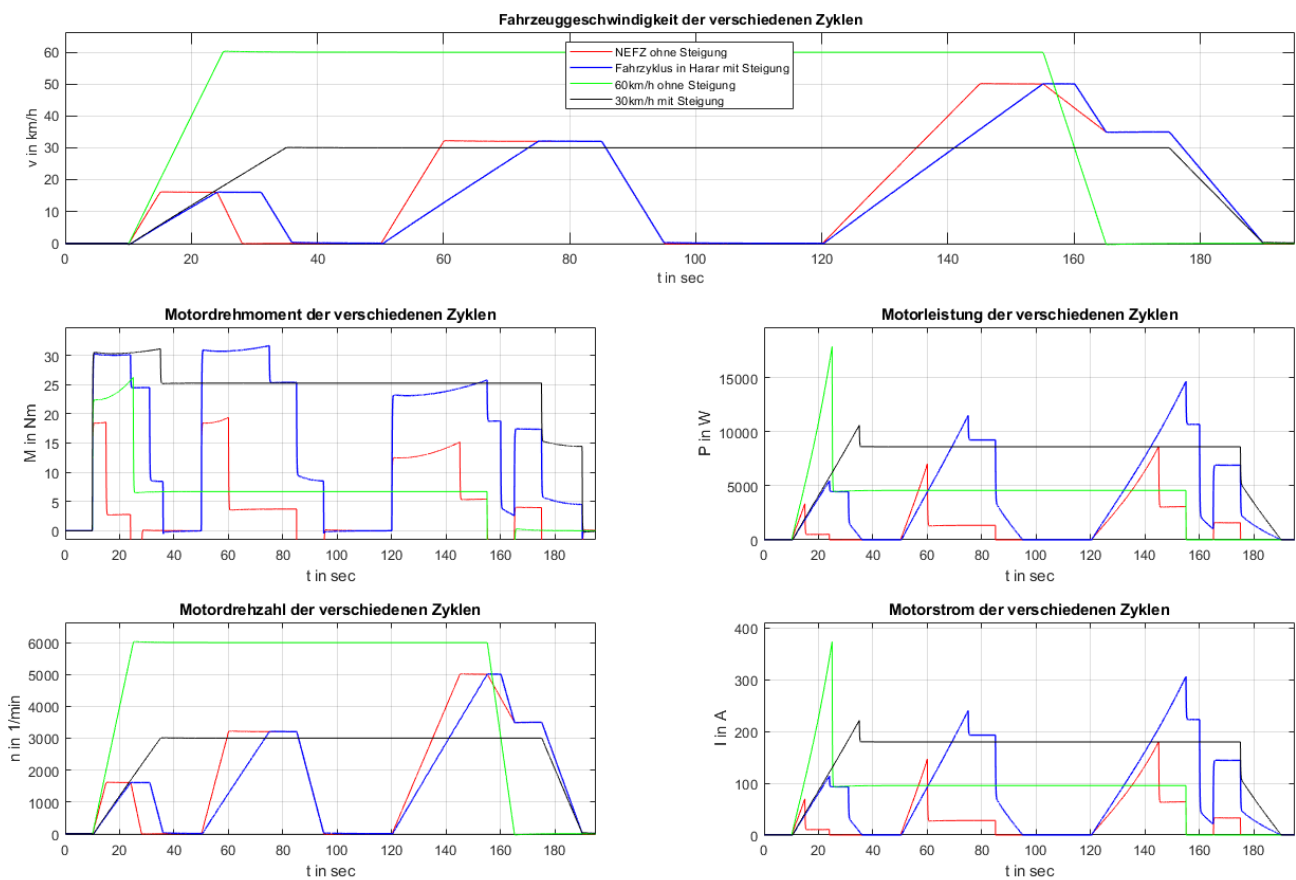 Fahrzeuggeschwindigkeit der verschiedenen Zyklen
v in km/h
60
50
40
30
20
10
0
NEFZ ohne Steigung
Fahrzyklus in Harar mit Steigung
60km/h ohne Steigung
30km/h mit Steigung
0 20 40 60 80 100 120 140 160 180
t in sec
Motordrehmoment der verschiedenen Zyklen
M in Nm
30
25
20
15
10
5
0
0 20 40 60 80 100 120 140 160 180
t in sec
Motorleistung der verschiedenen Zyklen
P in W
15000
10000
5000
0
0 20 40 60 80 100 120 140 160 180
t in sec
Motordrehzahl der verschiedenen Zyklen
n in 1/min
6000
5000
4000
3000
2000
1000
0
0 20 40 60 80 100 120 140 160 180
t in sec
Motorstrom der verschiedenen Zyklen
I in A
400
300
200
100
0
0 20 40 60 80 100 120 140 160 180
t in sec